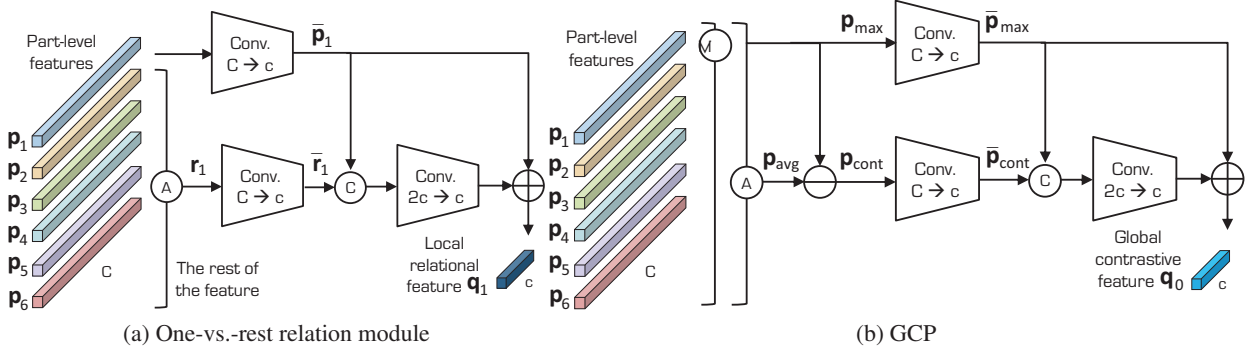 Part-level
features
p1
p2
p3
p4
p5
p6
C
A
The rest of
the feature
Conv.
C → c
p̄1
r1
Conv.
C → c
r̄1
C
Conv.
2c → c
Local
relational
feature q1
c
(a) One-vs.-rest relation module
Part-level
features
p1
p2
p3
p4
p5
p6
C
M
A
pmax
Conv.
C → c
p̄max
pavg
pcont
Conv.
C → c
p̄cont
C
Conv.
2c → c
Global
contrastive
feature q0
c
(b) GCP